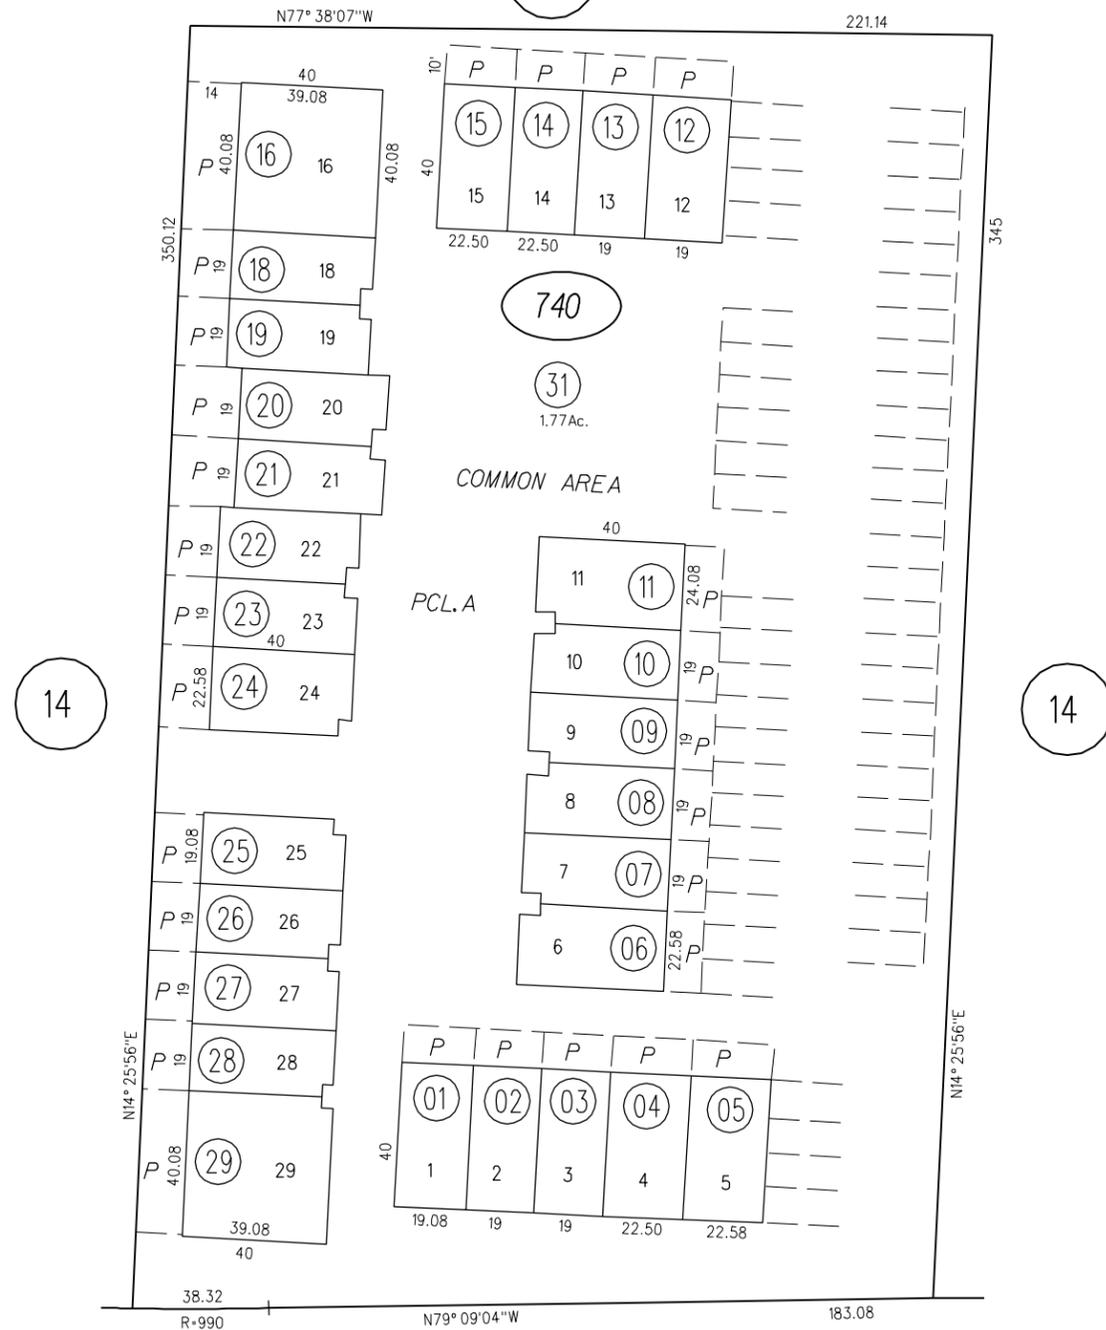 N77° 38'07"W 221.14
40
39.08
14
40.08
P
16
16
40.08
350.12
10'
P P P P
15 14 13 12
40
15 14 13 12
22.50 22.50 19 19
345
P 19 18 18
740
P 19 19 19
31
1.77Ac.
P 19 20 20
P 19 21 21
COMMON AREA
P 19 22 22
40
11 11 24.08 P
PCL.A
P 19 23 23
40
10 10 19 P
P 22.58 24 24
14
14
9 09 19 P
8 08 19 P
P 19.08 25 25
7 07 19 P
P 19 26 26
6 06 22.58 P
P 19 27 27
P 19 28 28
N14° 25'56"E
N14° 25'56"E
P P P P P
01 02 03 04 05
40
1 2 3 4 5
19.08 19 19 22.50 22.58
P 40.08 29 29
39.08
40
38.32
R=990
N79° 09'04"W 183.08